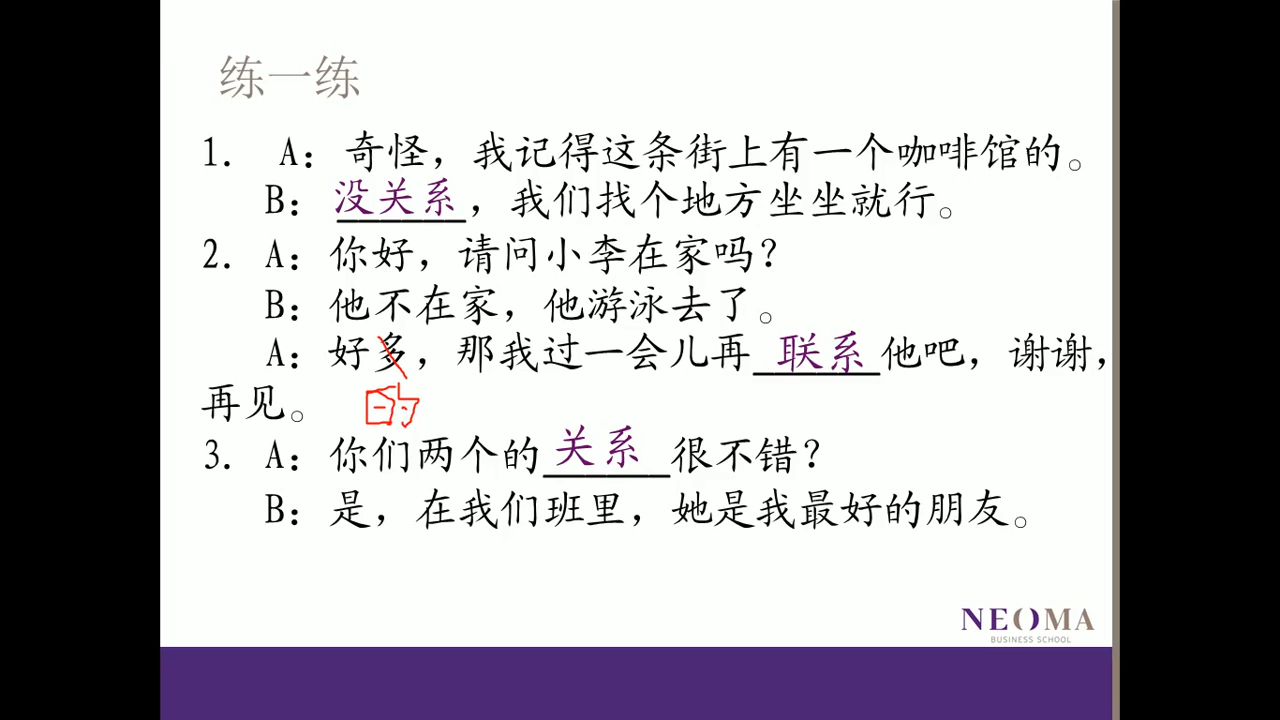 练一练
1. A：奇怪，我记得这条街上有一个咖啡馆的。
B：没关系，我们找个地方坐坐就行。
2. A：你好，请问小李在家吗？
B：他不在家，他游泳去了。
A：好多，那我过一会儿再联系他吧，谢谢，
再见。 的
3. A：你们两个的关系很不错？
B：是，在我们班里，她是我最好的朋友。
NEOMA
BUSINESS SCHOOL